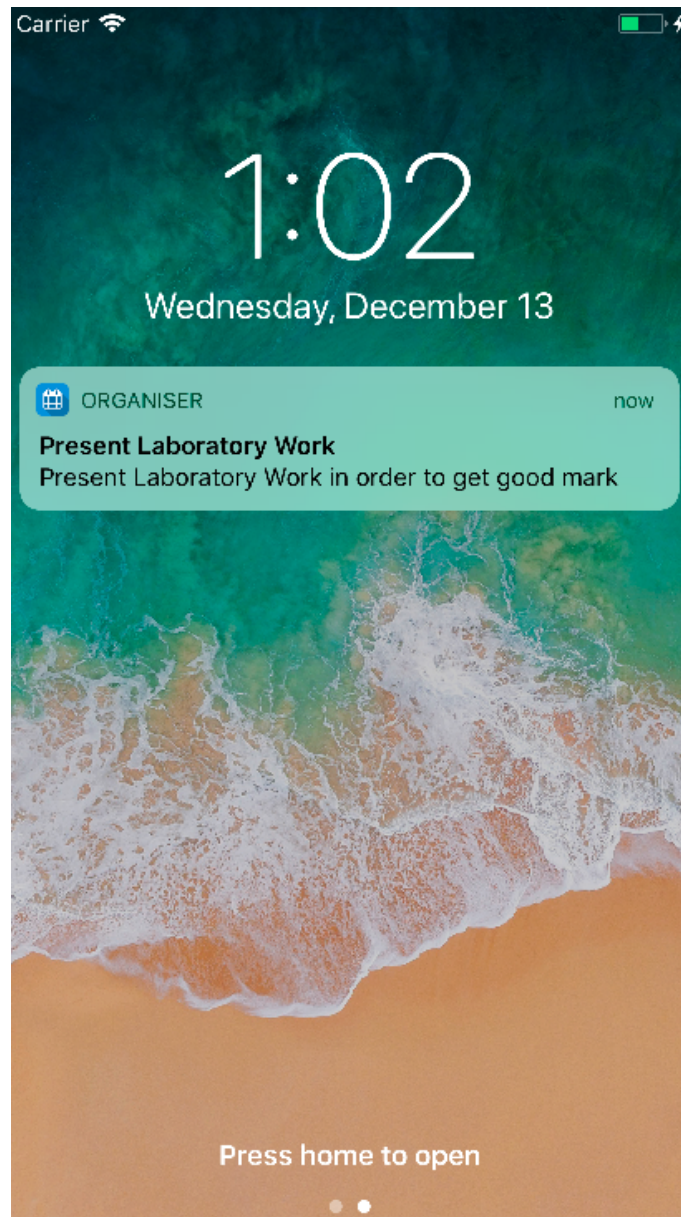 Carrier
1:02
Wednesday, December 13
ORGANISER now
Present Laboratory Work
Present Laboratory Work in order to get good mark
Press home to open